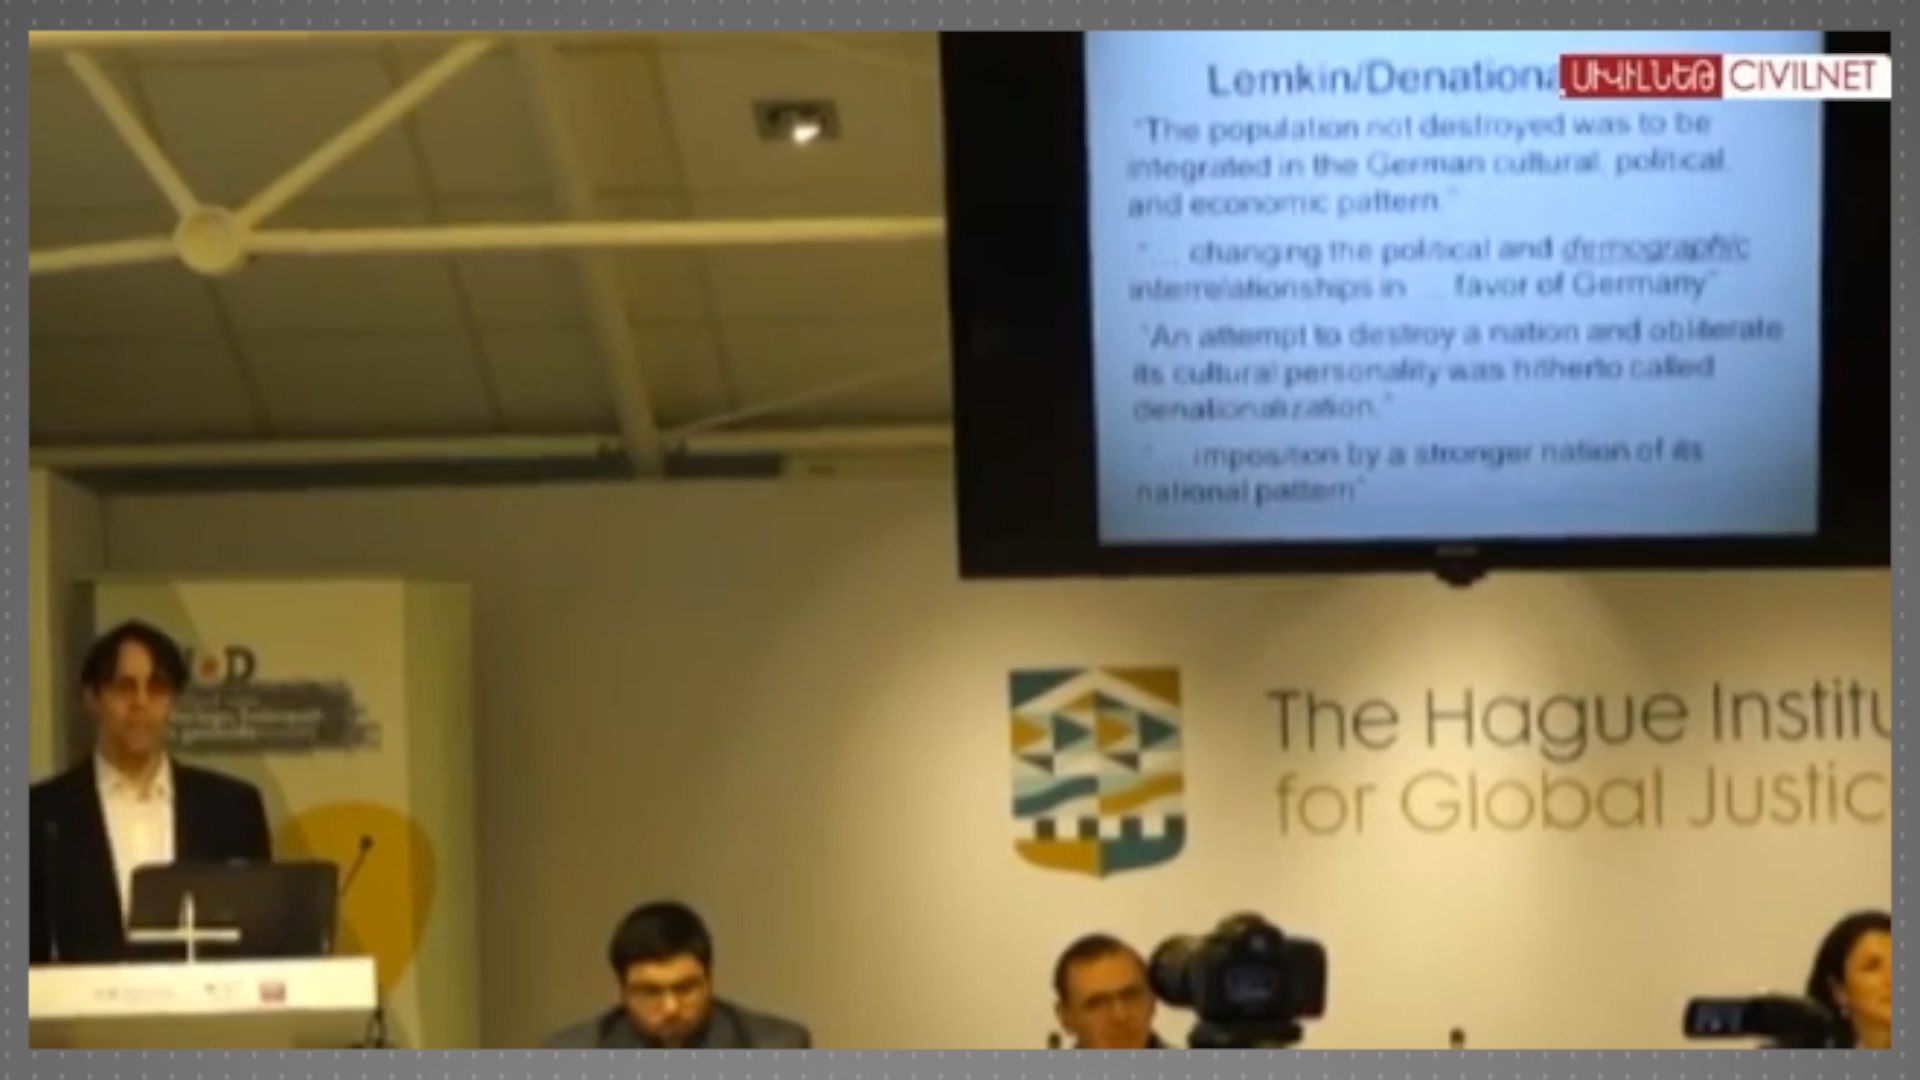 Lemkin/Denationa
ՍԻՎԻԼՆԵԹ CIVILNET
"The population not destroyed was to be
integrated in the German cultural, political,
and economic pattern."
"... changing the political and demographic
interrelationships in ... favor of Germany"
"An attempt to destroy a nation and obliterate
its cultural personality was hitherto called
denationalization."
"... imposition by a stronger nation of its
national pattern"
The Hague Institu
for Global Justic